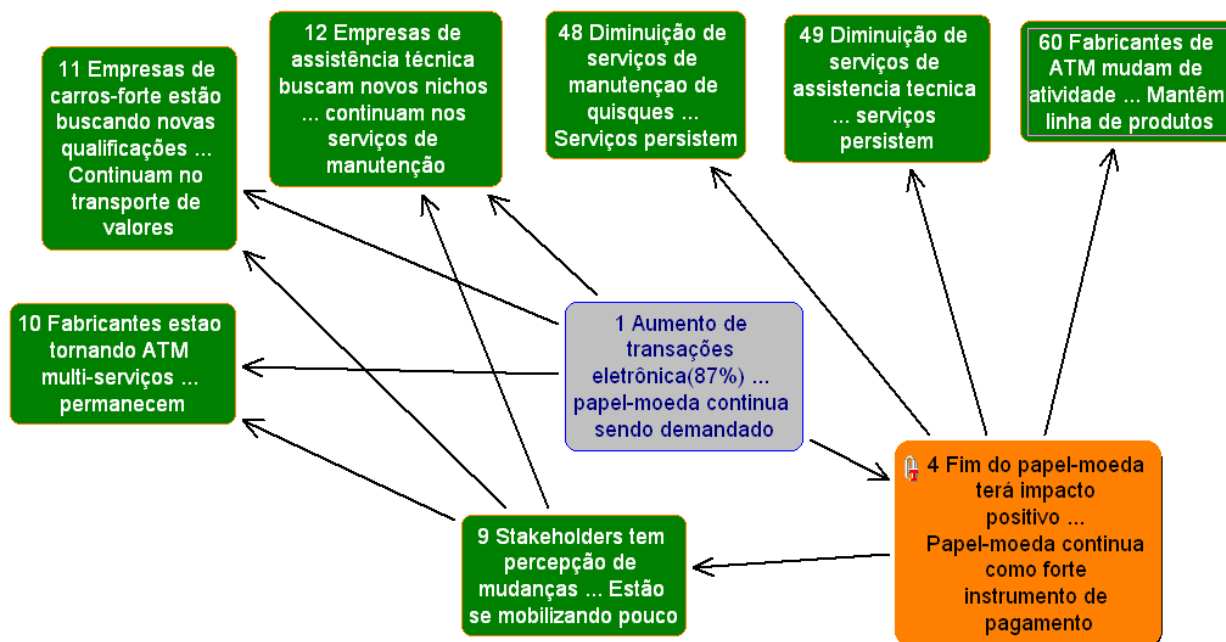 11 Empresas de
carros-forte estão
buscando novas
qualificações ...
Continuam no
transporte de
valores
12 Empresas de
assistência técnica
buscam novos nichos
... continuam nos
serviços de
manutenção
48 Diminuição de
serviços de
manutençao de
quisques ...
Serviços persistem
49 Diminuição de
serviços de
assistencia tecnica
... serviços
persistem
60 Fabricantes de
ATM mudam de
atividade ... Mantêm
linha de produtos
10 Fabricantes estao
tornando ATM
multi-serviços ...
permanecem
1 Aumento de
transações
eletrônica(87%) ...
papel-moeda continua
sendo demandado
9 Stakeholders tem
percepção de
mudanças ... Estão
se mobilizando pouco
4 Fim do papel-moeda
terá impacto
positivo ...
Papel-moeda continua
como forte
instrumento de
pagamento